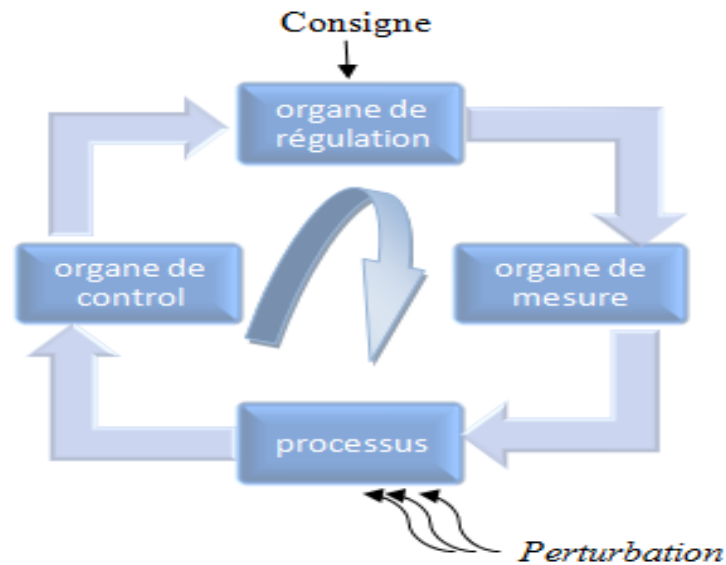 Consigne
organe de
régulation
organe de
control
organe de
mesure
processus
Perturbation